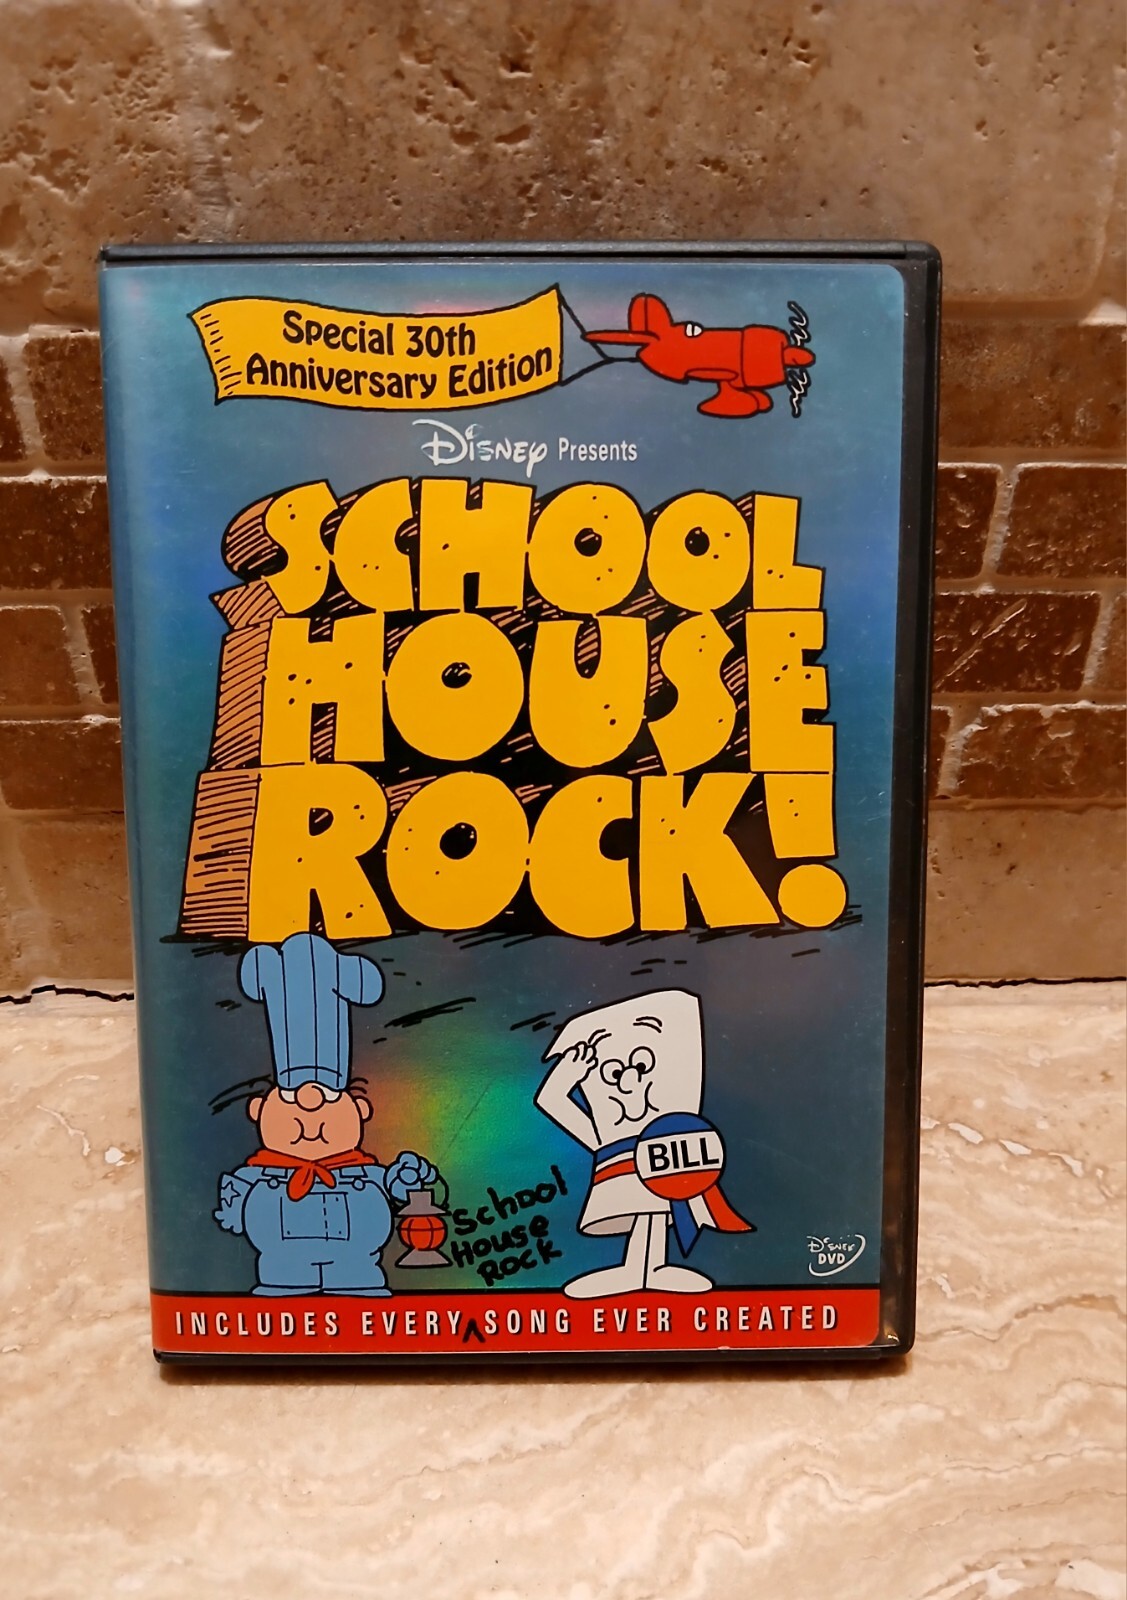 Special 30th
Anniversary Edition
Disney Presents
SCHOOL
HOUSE
ROCK!
BILL
School
House
Rock
Disney
DVD
INCLUDES EVERY ^ SONG EVER CREATED